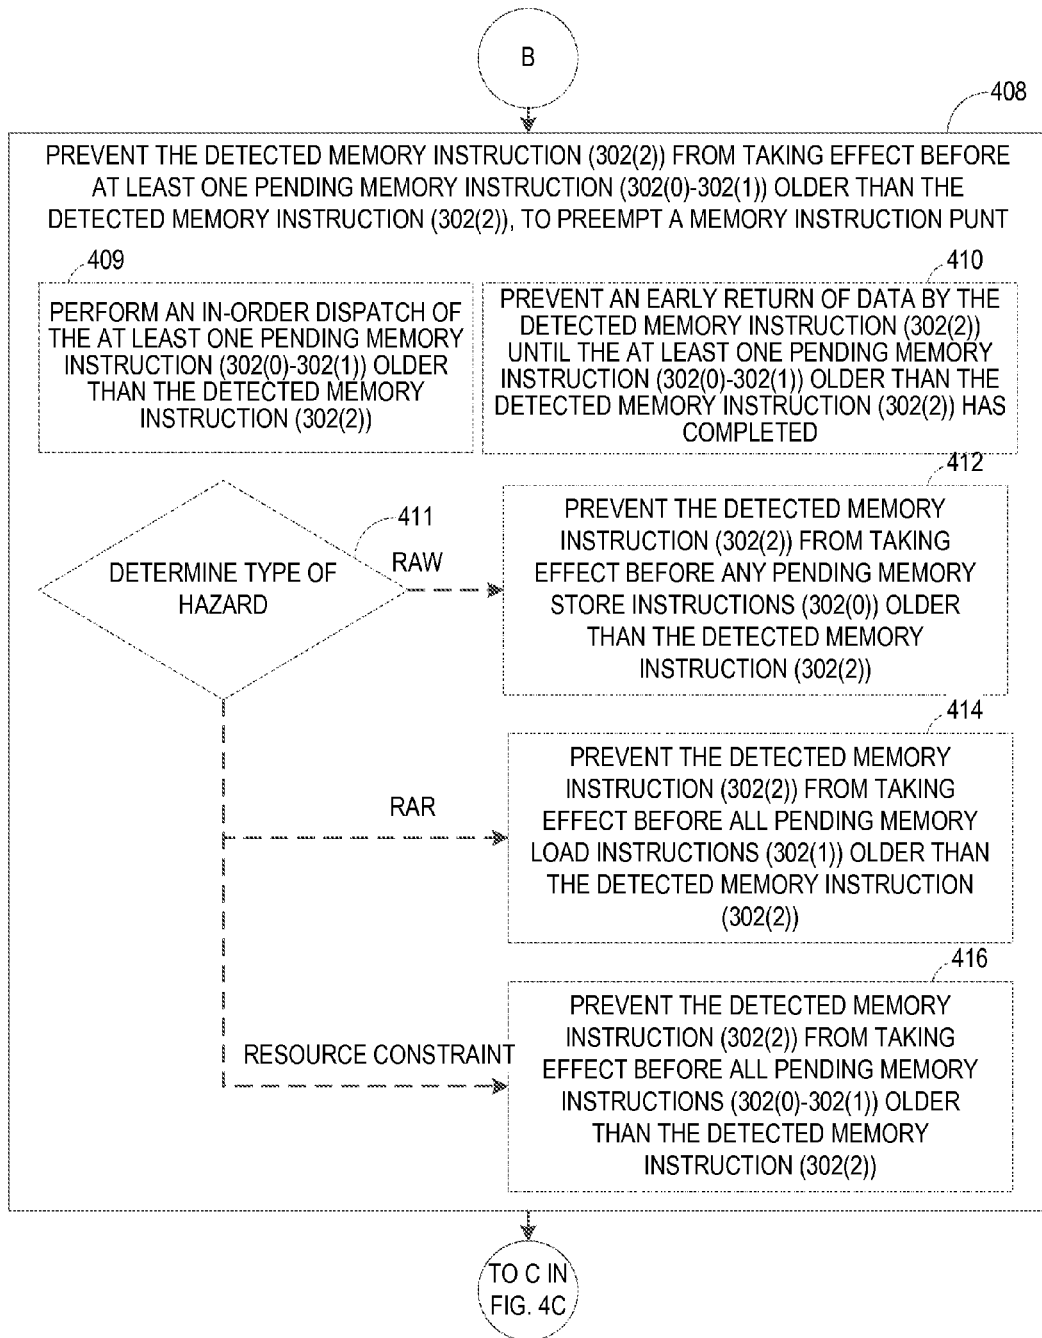 B
408
PREVENT THE DETECTED MEMORY INSTRUCTION (302(2)) FROM TAKING EFFECT BEFORE
AT LEAST ONE PENDING MEMORY INSTRUCTION (302(0)-302(1)) OLDER THAN THE
DETECTED MEMORY INSTRUCTION (302(2)), TO PREEMPT A MEMORY INSTRUCTION PUNT
409
PERFORM AN IN-ORDER DISPATCH OF
THE AT LEAST ONE PENDING MEMORY
INSTRUCTION (302(0)-302(1)) OLDER
THAN THE DETECTED MEMORY
INSTRUCTION (302(2))
410
PREVENT AN EARLY RETURN OF DATA BY THE
DETECTED MEMORY INSTRUCTION (302(2))
UNTIL THE AT LEAST ONE PENDING MEMORY
INSTRUCTION (302(0)-302(1)) OLDER THAN THE
DETECTED MEMORY INSTRUCTION (302(2)) HAS
COMPLETED
411
DETERMINE TYPE OF
HAZARD
RAW
412
PREVENT THE DETECTED MEMORY
INSTRUCTION (302(2)) FROM TAKING
EFFECT BEFORE ANY PENDING MEMORY
STORE INSTRUCTIONS (302(0)) OLDER
THAN THE DETECTED MEMORY
INSTRUCTION (302(2))
RAR
414
PREVENT THE DETECTED MEMORY
INSTRUCTION (302(2)) FROM TAKING
EFFECT BEFORE ALL PENDING MEMORY
LOAD INSTRUCTIONS (302(1)) OLDER THAN
THE DETECTED MEMORY INSTRUCTION
(302(2))
RESOURCE CONSTRAINT
416
PREVENT THE DETECTED MEMORY
INSTRUCTION (302(2)) FROM TAKING
EFFECT BEFORE ALL PENDING MEMORY
INSTRUCTIONS (302(0)-302(1)) OLDER
THAN THE DETECTED MEMORY
INSTRUCTION (302(2))
TO C IN
FIG. 4C